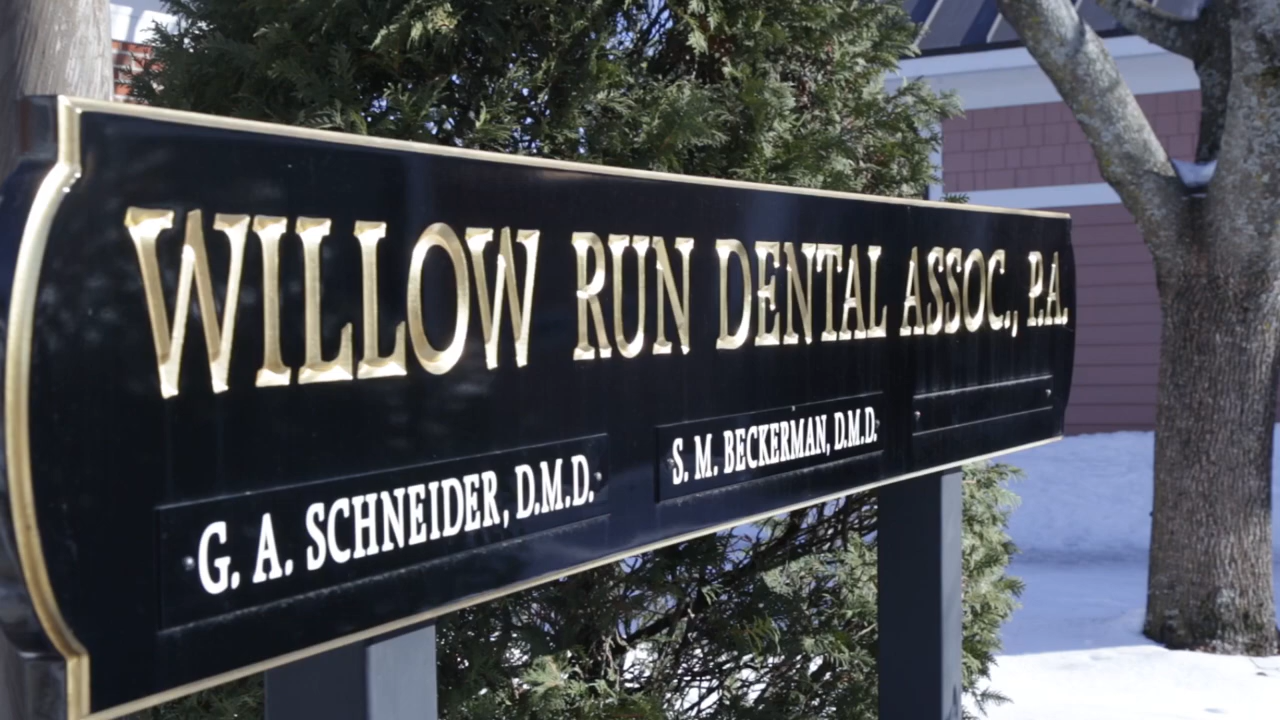 WILLOW RUN DENTAL ASSOC., P.A.
G. A. SCHNEIDER, D.M.D.
S. M. BECKERMAN, D.M.D.